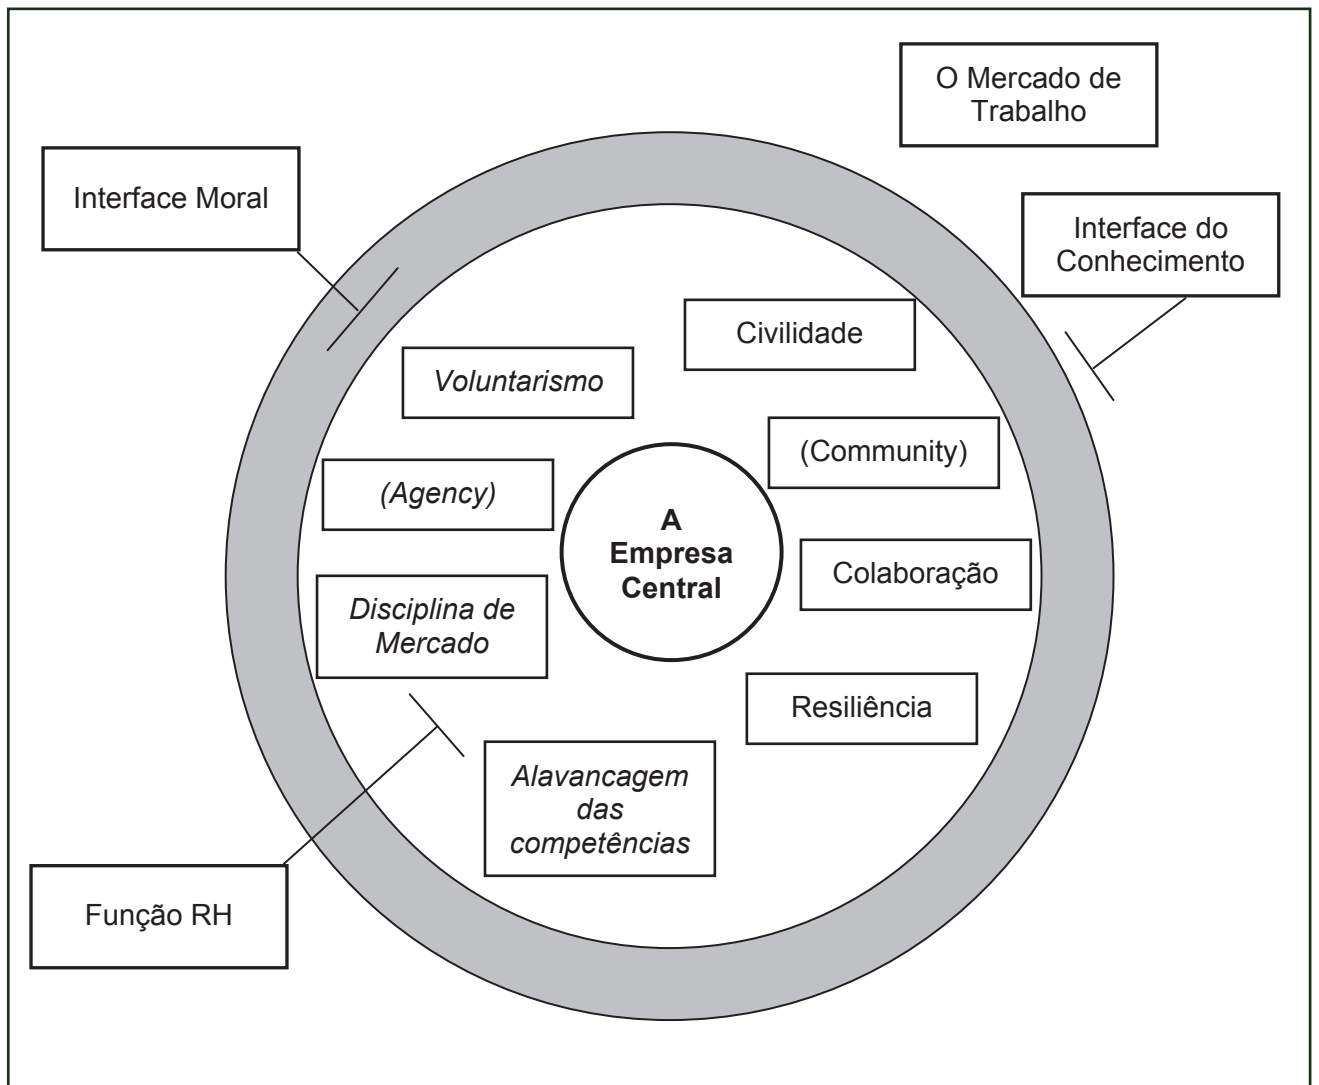 O Mercado de
Trabalho
Interface Moral
Interface do
Conhecimento
Civilidade
Voluntarismo
(Community)
(Agency)
A
Empresa
Central
Colaboração
Disciplina de
Mercado
Resiliência
Alavancagem
das
competências
Função RH